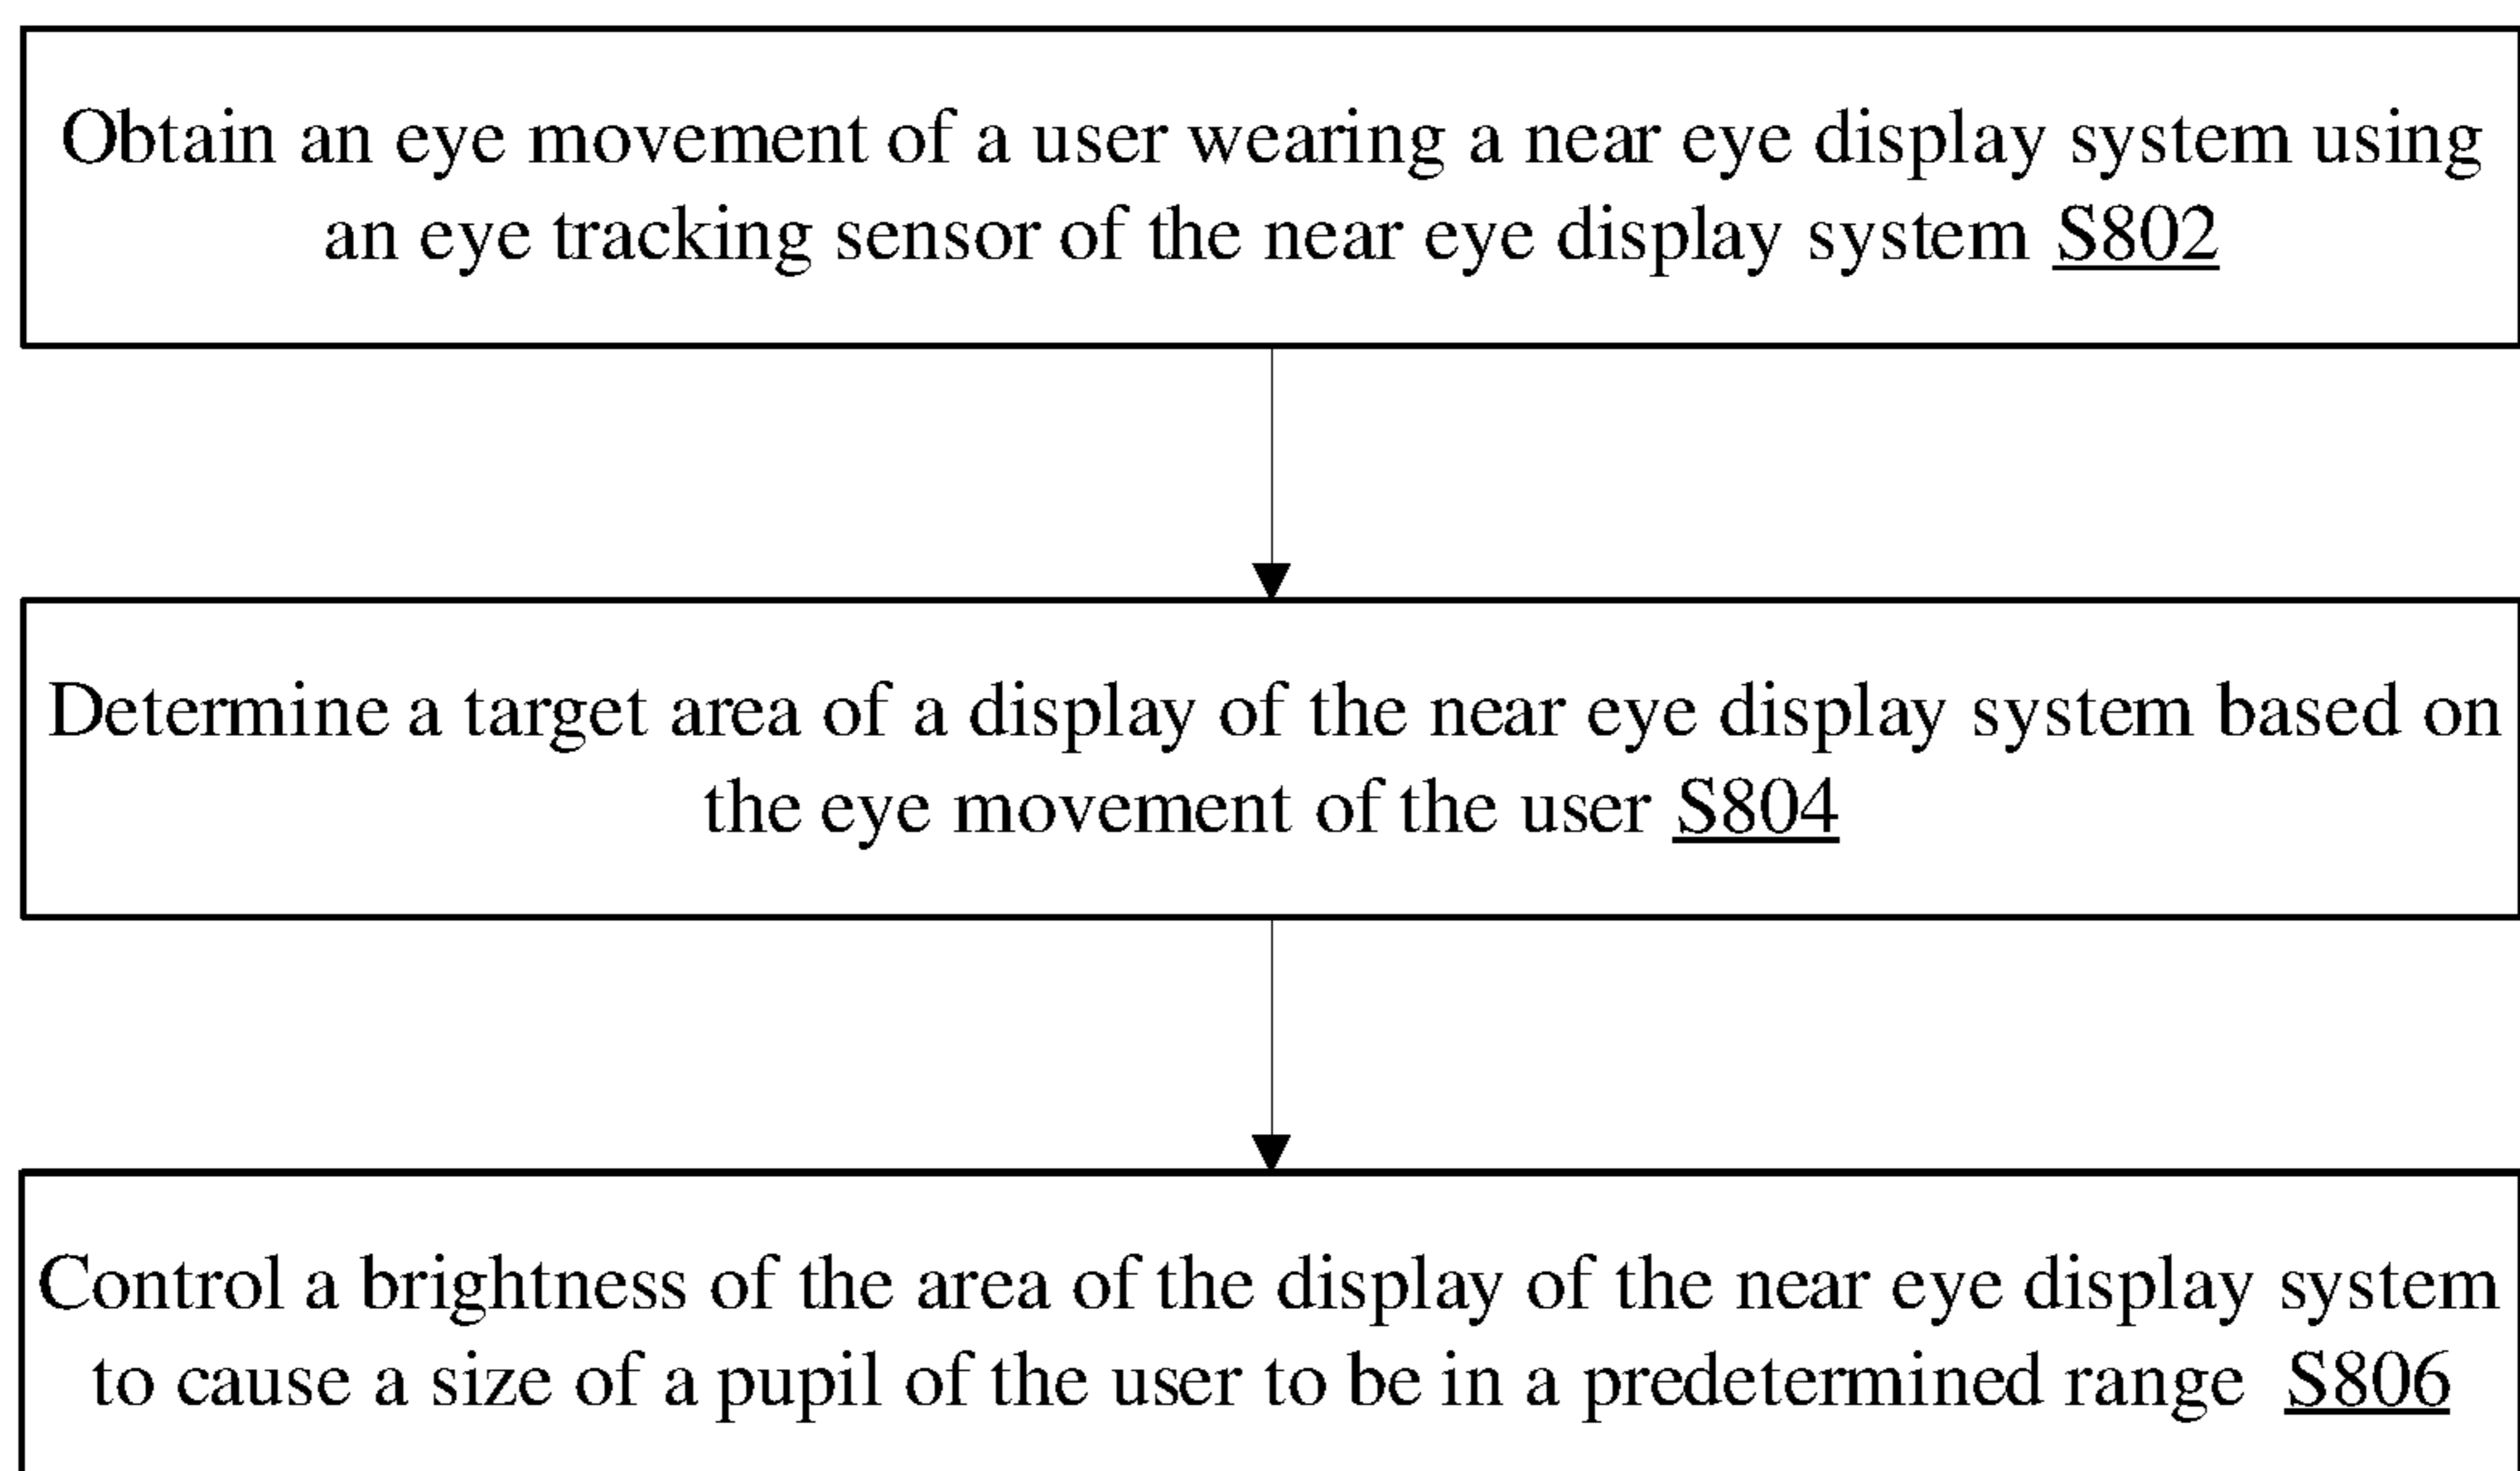 Obtain an eye movement of a user wearing a near eye display system using
an eye tracking sensor of the near eye display system S802
Determine a target area of a display of the near eye display system based on
the eye movement of the user S804
Control a brightness of the area of the display of the near eye display system
to cause a size of a pupil of the user to be in a predetermined range S806